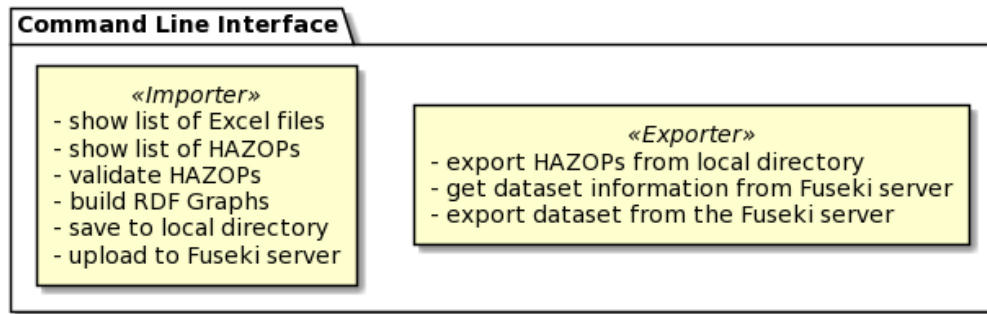 Command Line Interface
«Importer»
- show list of Excel files
- show list of HAZOPs
- validate HAZOPs
- build RDF Graphs
- save to local directory
- upload to Fuseki server
«Exporter»
- export HAZOPs from local directory
- get dataset information from Fuseki server
- export dataset from the Fuseki server